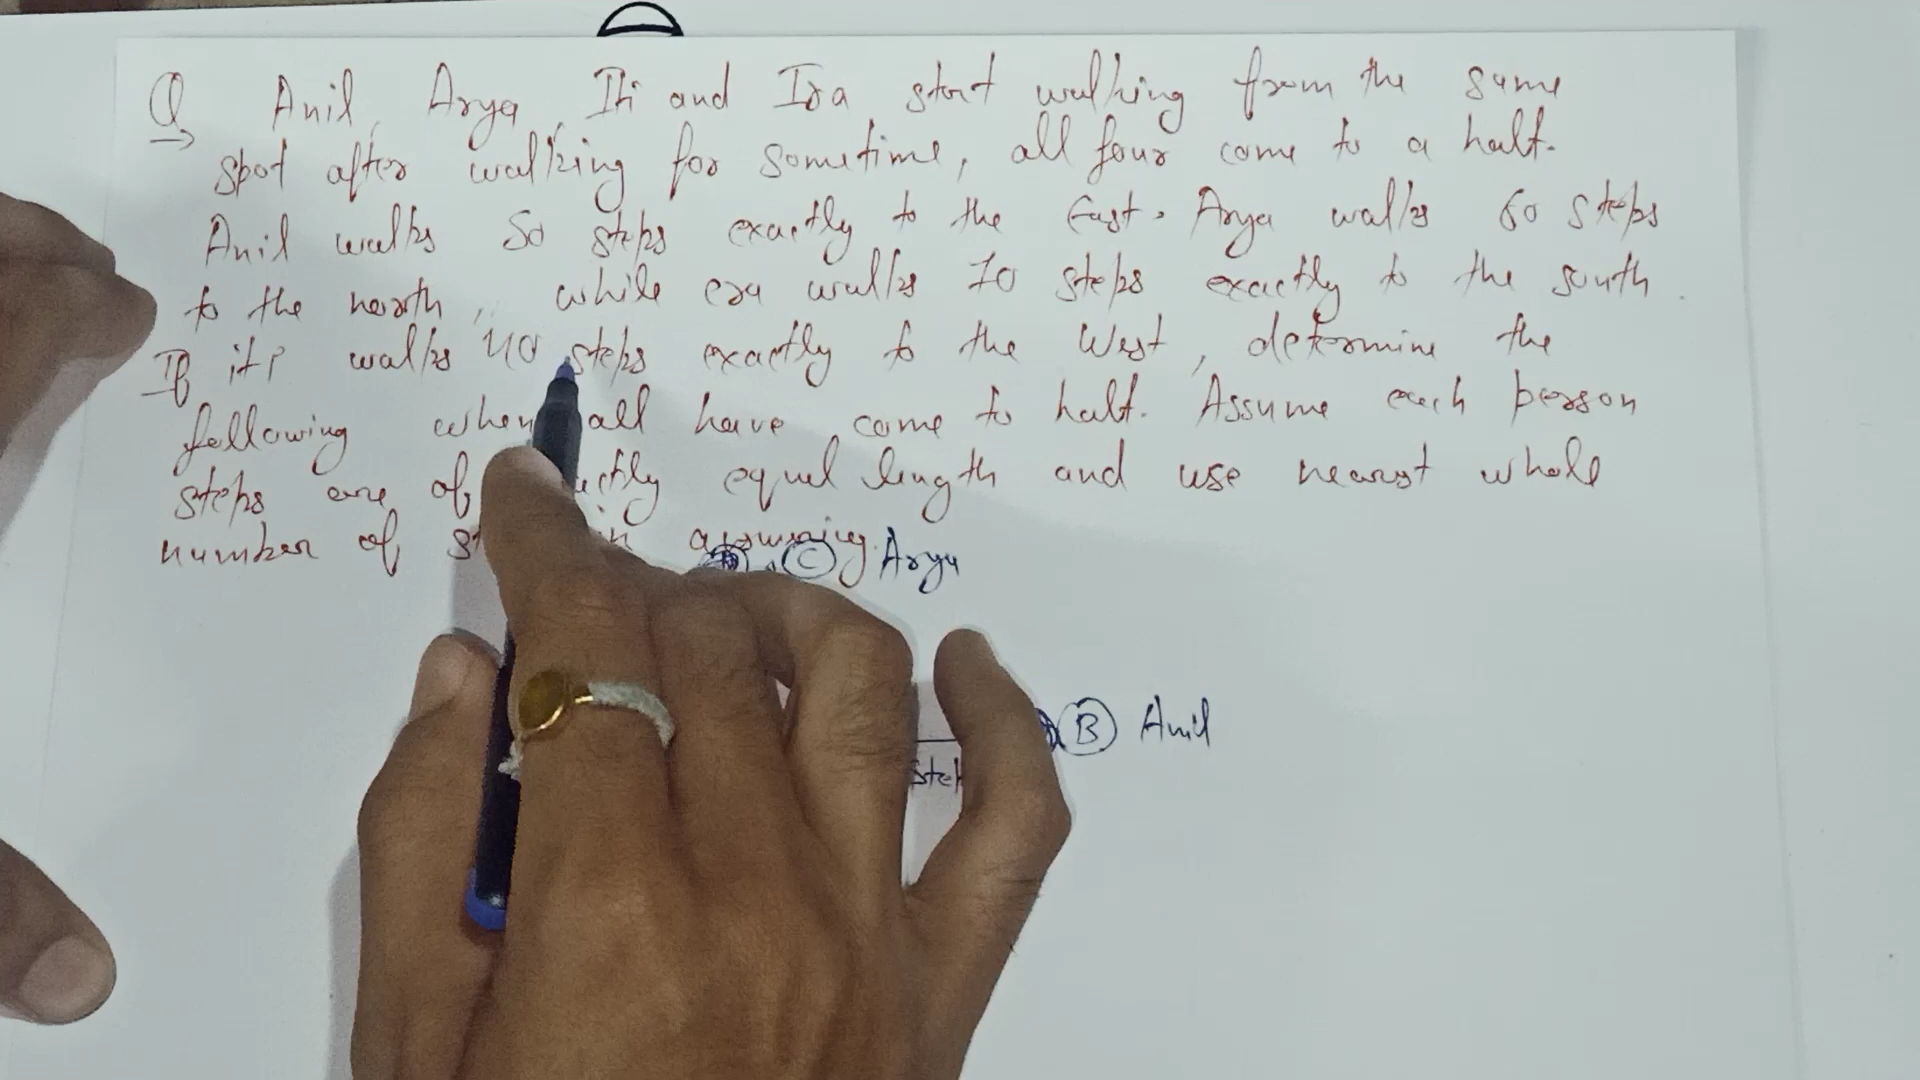 Q Anil, Arya, Iti and Ira start walking from the same
spot after walking for sometime, all four come to a halt.
Anil walks 50 steps exactly to the East. Arya walks 60 steps
to the north, while era walks 70 steps exactly to the south.
If iti walks 40 steps exactly to the West, determine the
following when all have come to halt. Assume each person
steps are of equal length and use nearest whole
number of in
C Arya
B Anil